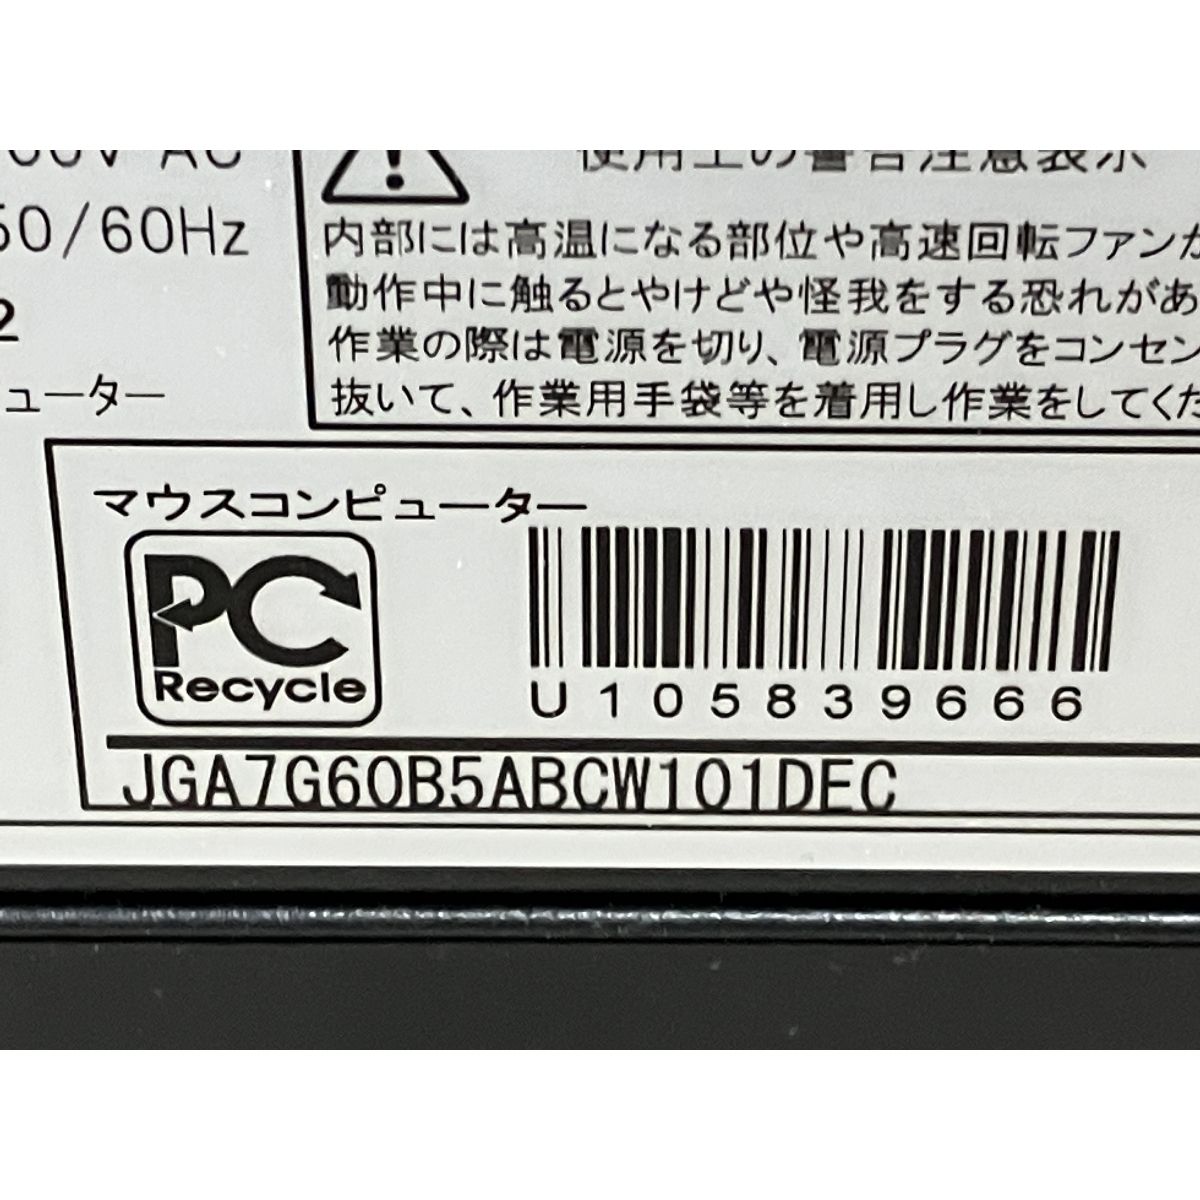 00V AC
50/60Hz
2
ューター
使用上の警告注意表示
内部には高温になる部位や高速回転ファンが
動作中に触るとやけどや怪我をする恐れがあ
作業の際は電源を切り、電源プラグをコンセン
抜いて、作業用手袋等を着用し作業をしてくだ
マウスコンピューター
PC
Recycle
U105839666
JGA7G60B5ABCW101DEC